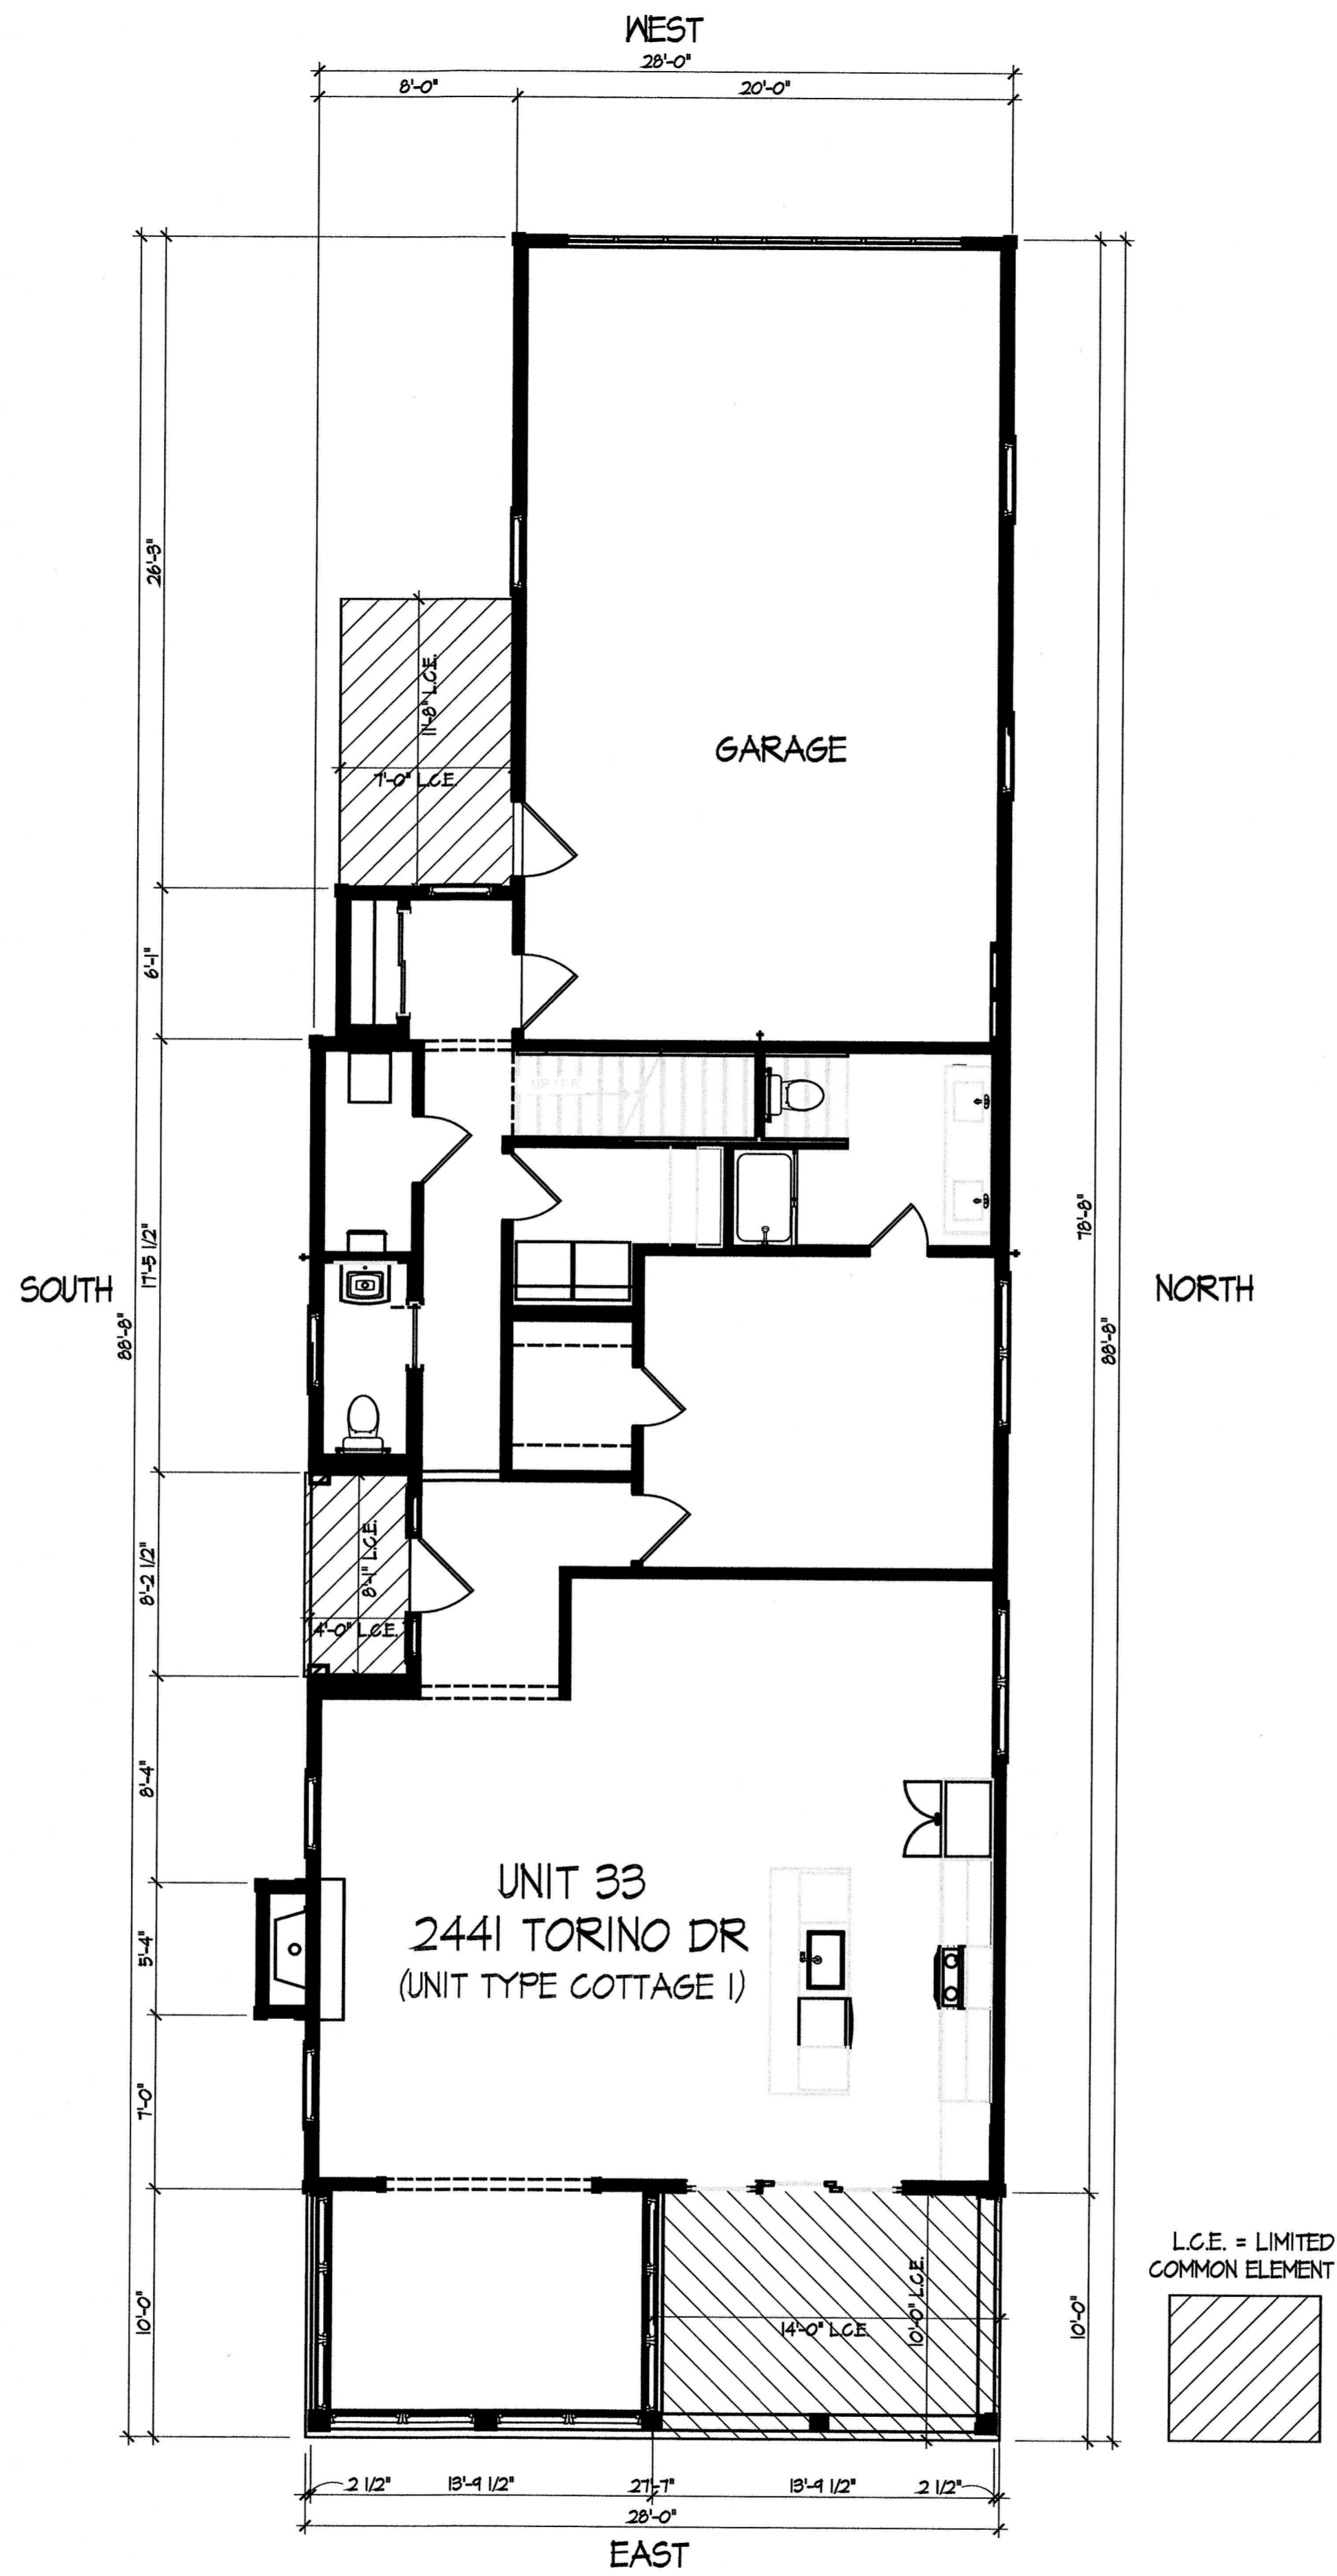 WEST
28'-0"
8'-0"
20'-0"
26'-3"
11'-8" L.C.E.
7'-0" L.C.E.
GARAGE
6'-1"
UP 17 R
17'-5 1/2"
78'-8"
SOUTH
88'-8"
NORTH
88'-8"
8'-2 1/2"
8'-1" L.C.E.
4'-0" L.C.E.
8'-4"
UNIT 33
2441 TORINO DR
(UNIT TYPE COTTAGE 1)
5'-4"
7'-0"
10'-0"
14'-0" L.C.E.
10'-0" L.C.E.
10'-0"
L.C.E. = LIMITED
COMMON ELEMENT
2 1/2"
13'-9 1/2"
27'-7"
13'-9 1/2"
2 1/2"
28'-0"
EAST